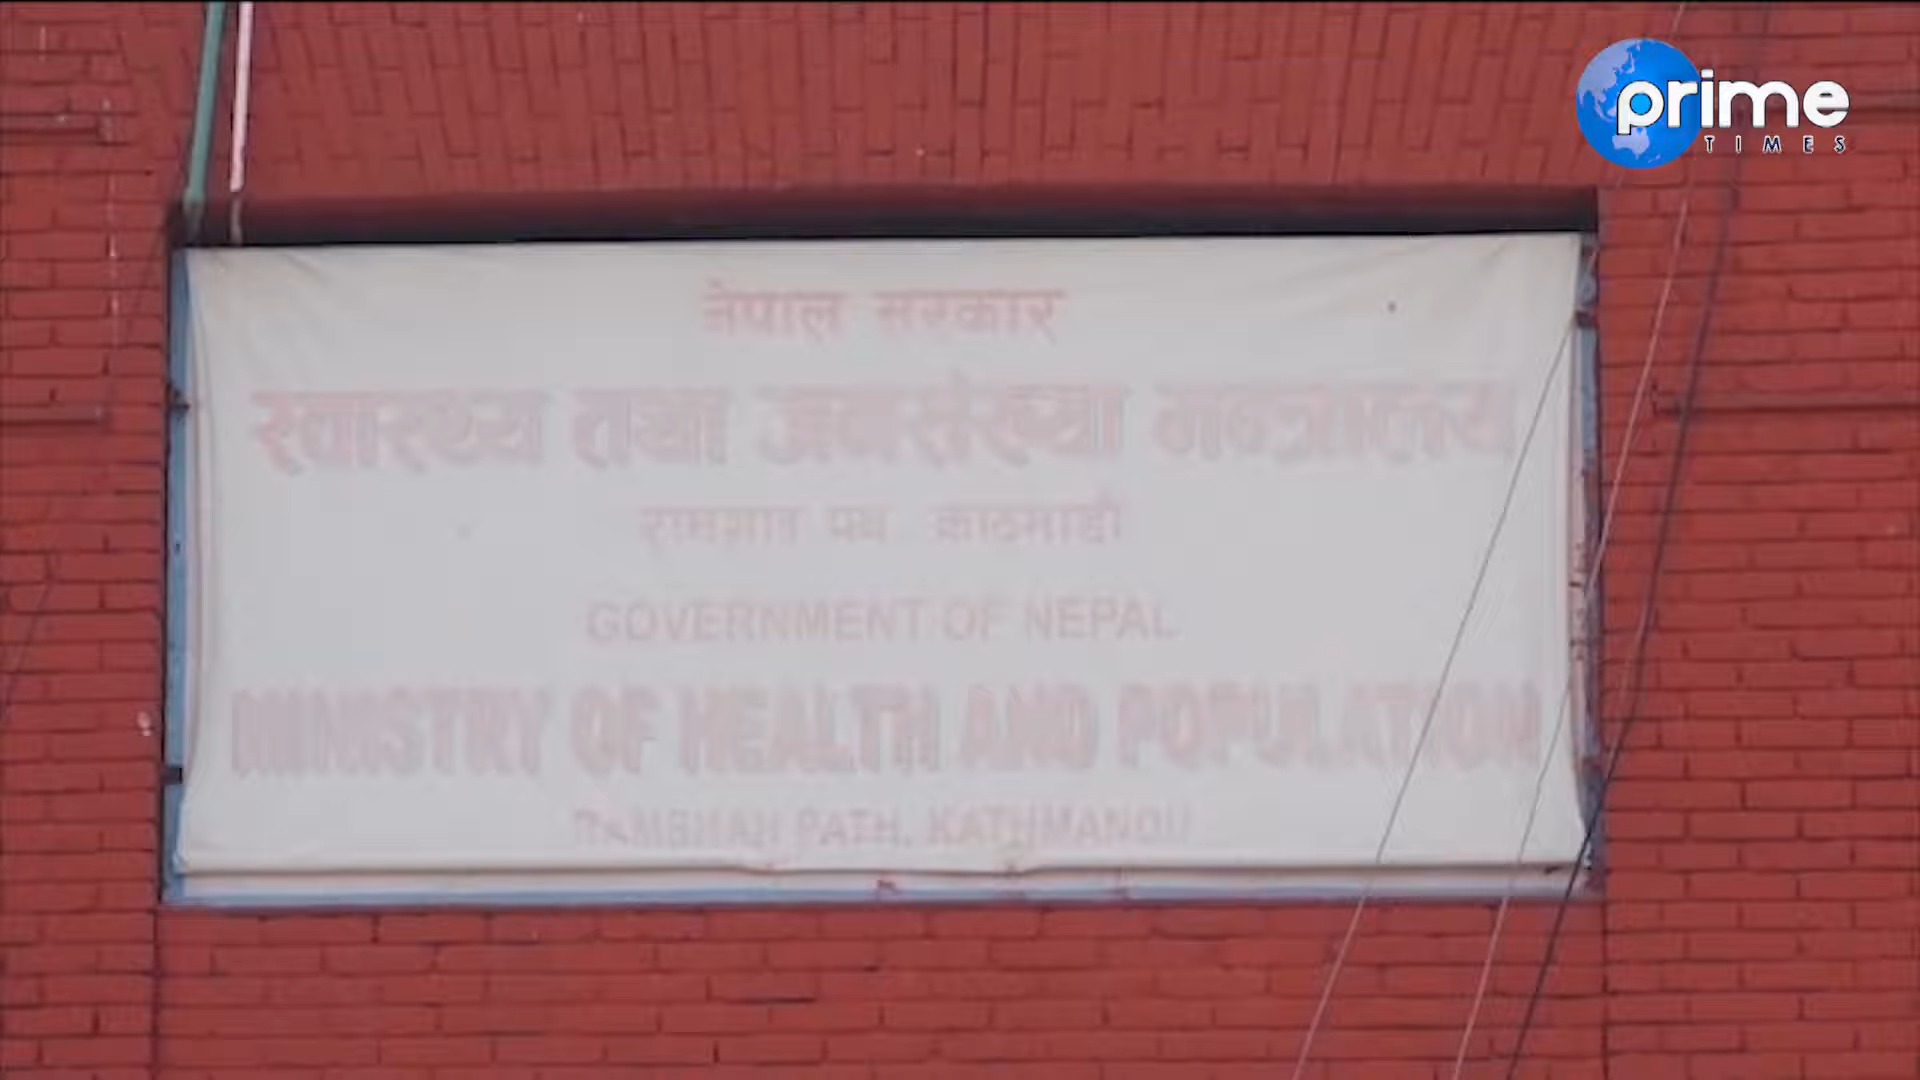 prime
TIMES
नेपाल सरकार
स्वास्थ्य तथा जनसंख्या मन्त्रालय
रामशाह पथ, काठमाडौं
GOVERNMENT OF NEPAL
MINISTRY OF HEALTH AND POPULATION
RAMSHAH PATH, KATHMANDU